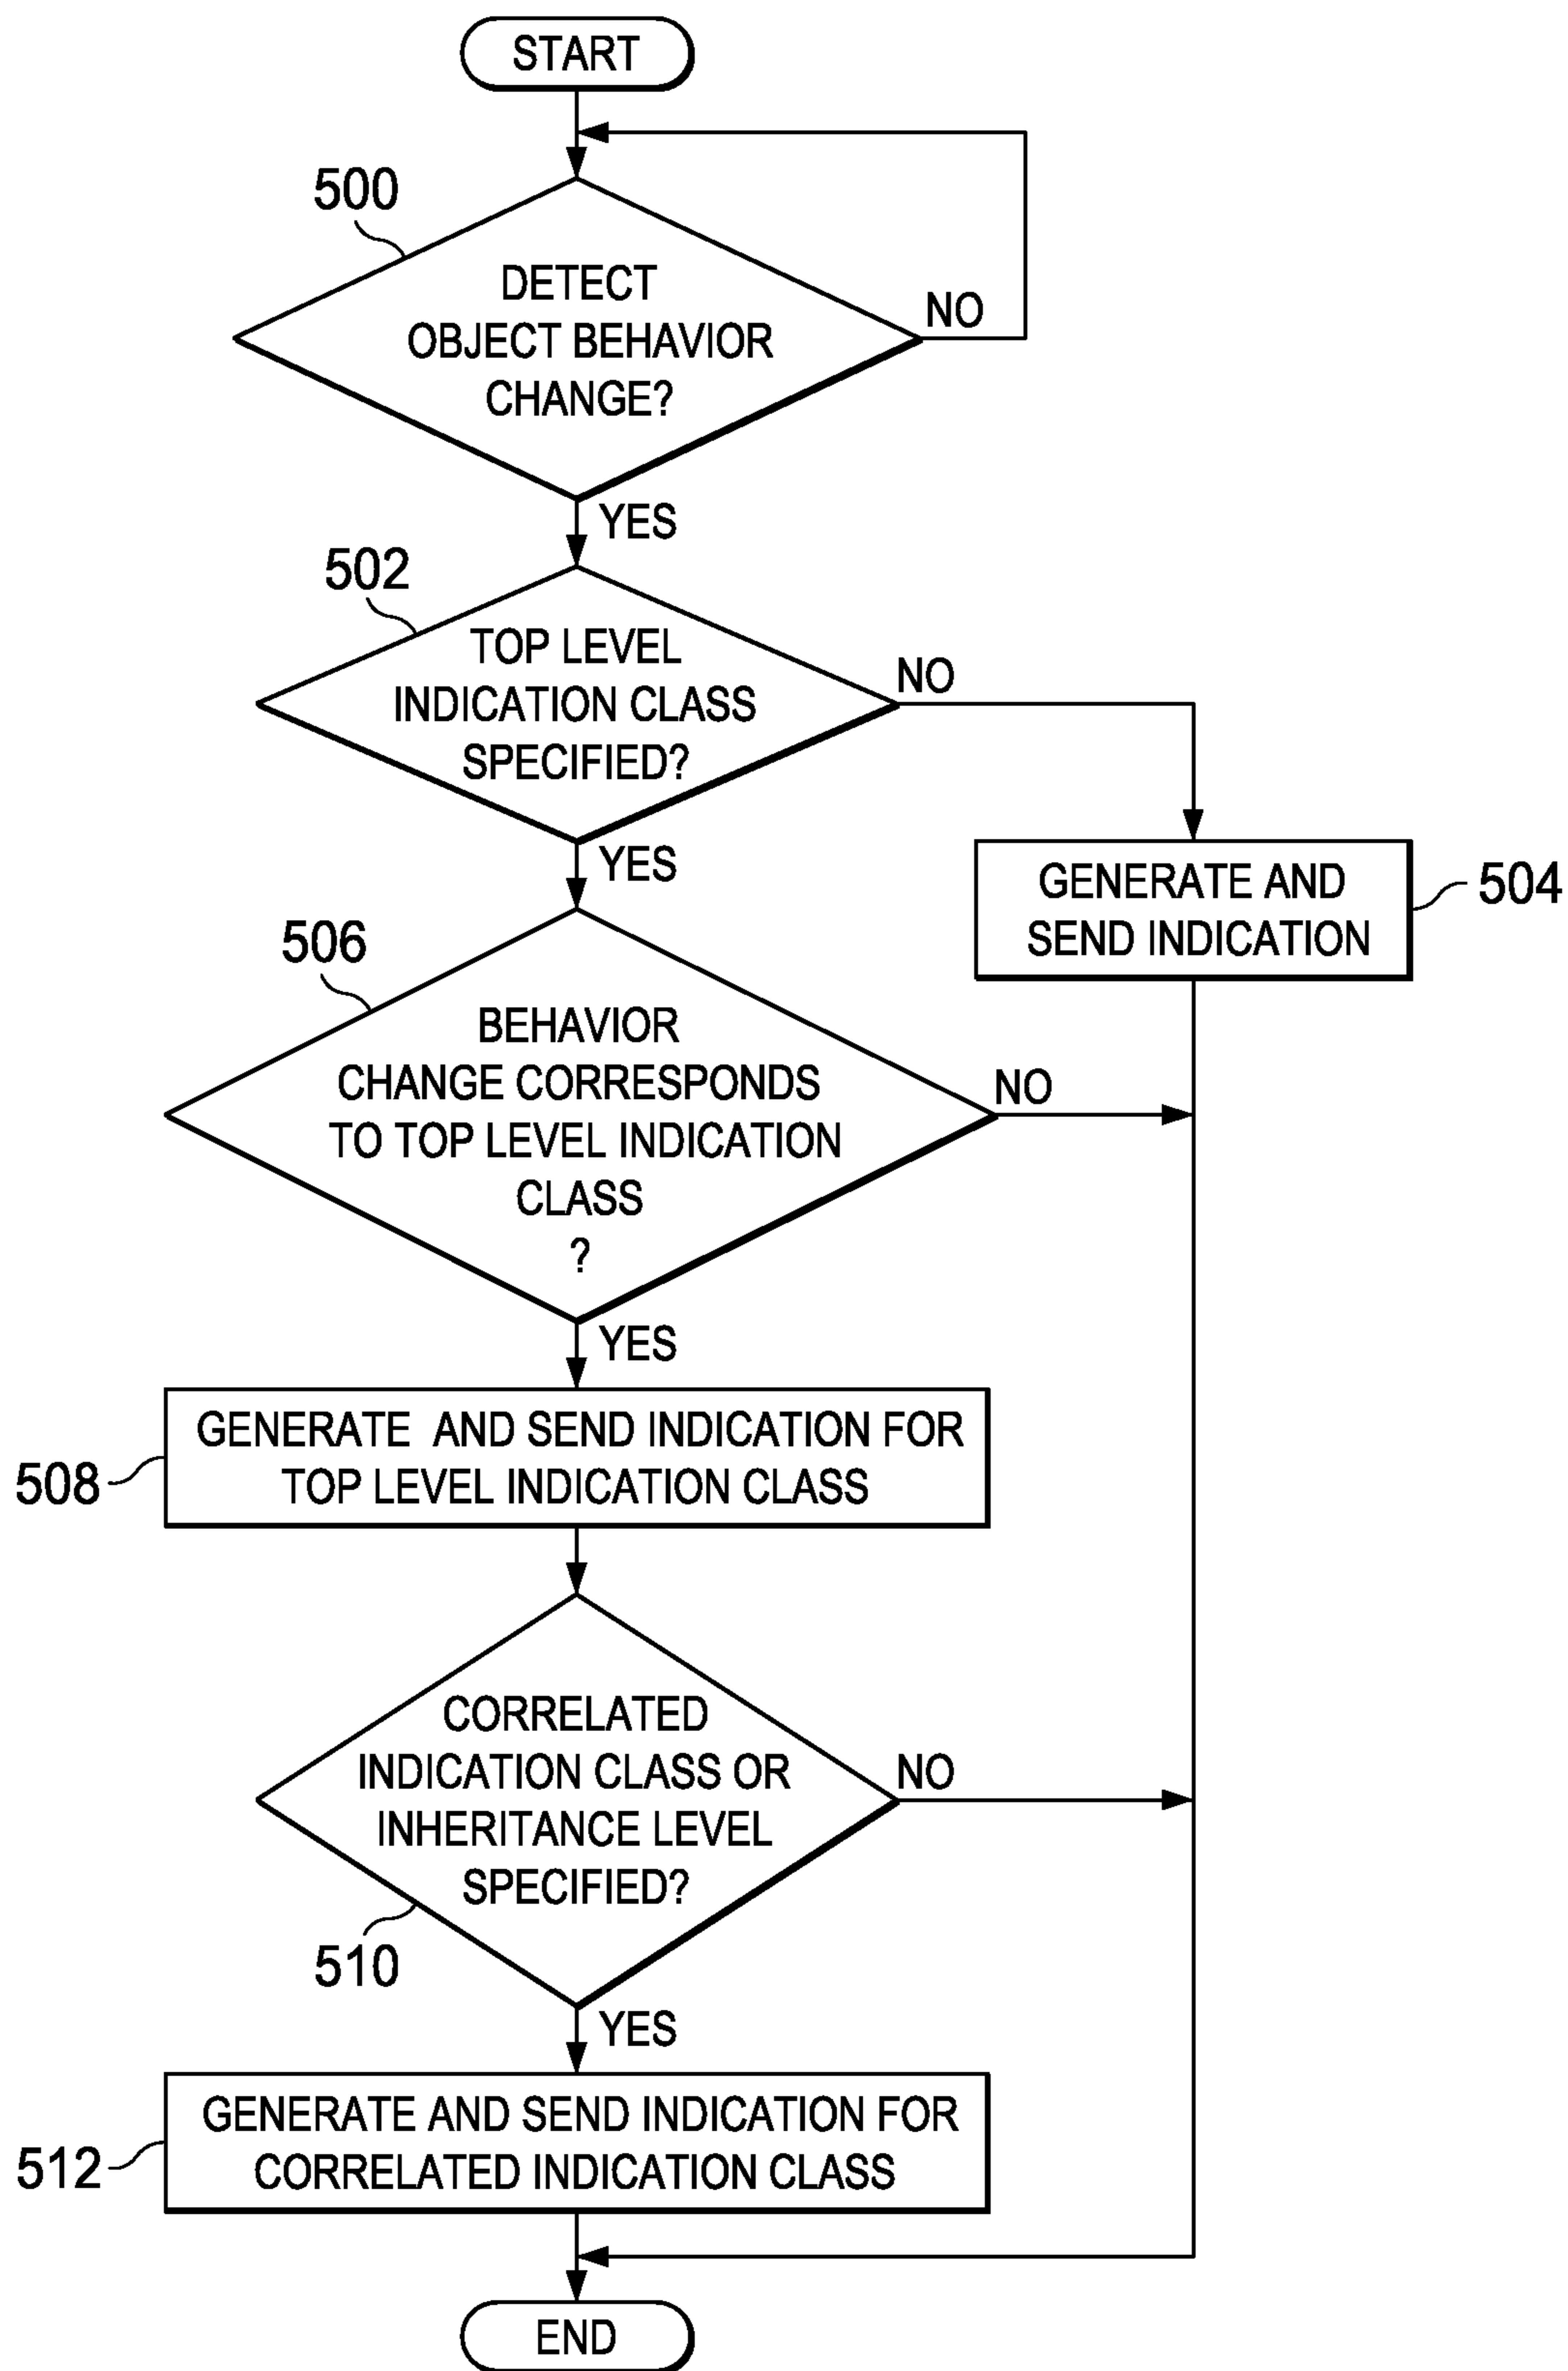 START
500
DETECT
OBJECT BEHAVIOR
CHANGE?
NO
YES
502
TOP LEVEL
INDICATION CLASS
SPECIFIED?
NO
YES
GENERATE AND
SEND INDICATION
504
506
BEHAVIOR
CHANGE CORRESPONDS
TO TOP LEVEL INDICATION
CLASS
?
NO
YES
GENERATE AND SEND INDICATION FOR
TOP LEVEL INDICATION CLASS
508
CORRELATED
INDICATION CLASS OR
INHERITANCE LEVEL
SPECIFIED?
NO
510
YES
GENERATE AND SEND INDICATION FOR
CORRELATED INDICATION CLASS
512
END